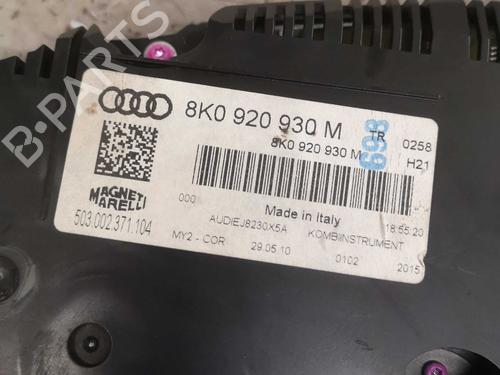 8K0 920 930 M
TR
0258
8K0 920 930 M
H21
698
MAGNETI MARELLI
503.002.371.104
000
Made in Italy
18:55:20
AUDIEJ8230X5A
KOMBIINSTRUMENT
MY2 - COR
29.05.10
0102
2015